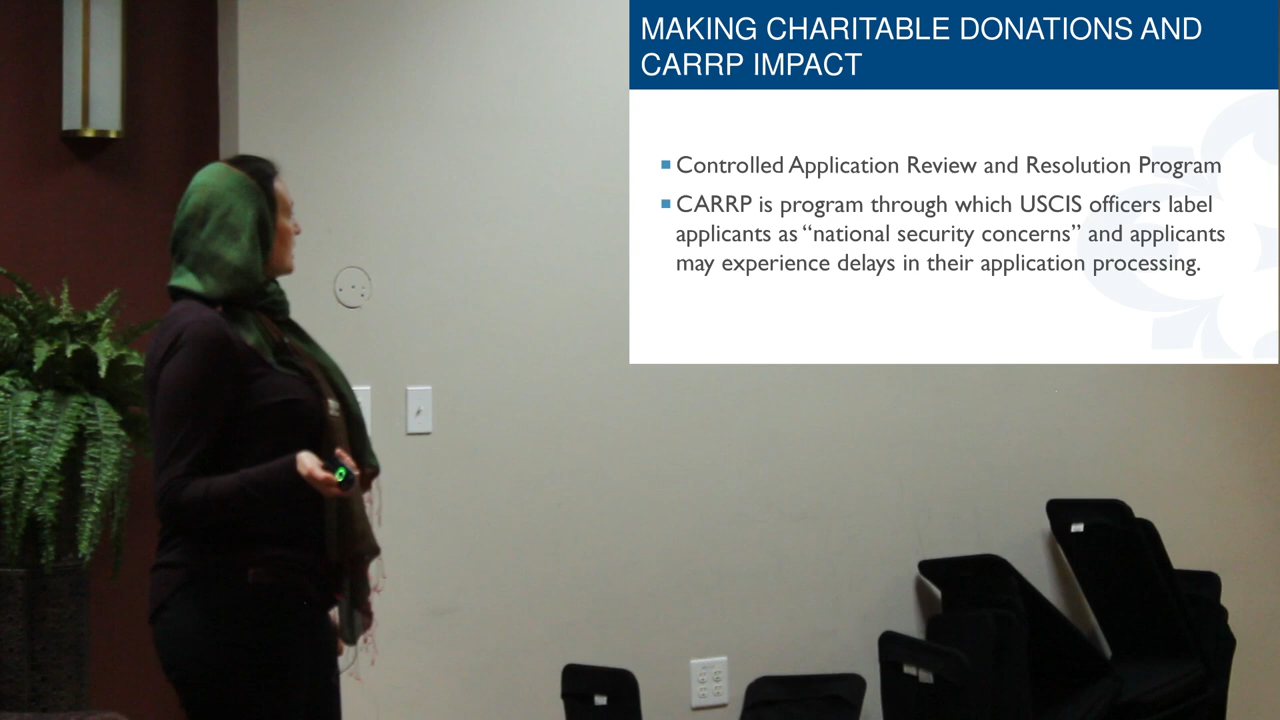 MAKING CHARITABLE DONATIONS AND
CARRP IMPACT
Controlled Application Review and Resolution Program
CARRP is program through which USCIS officers label
applicants as “national security concerns” and applicants
may experience delays in their application processing.